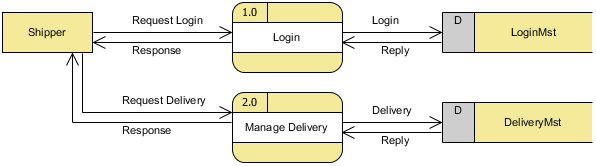 1.0
Request Login
Login
D
LoginMst
Shipper
Login
Response
Reply
2.0
Request Delivery
Delivery
D
DeliveryMst
Manage Delivery
Response
Reply